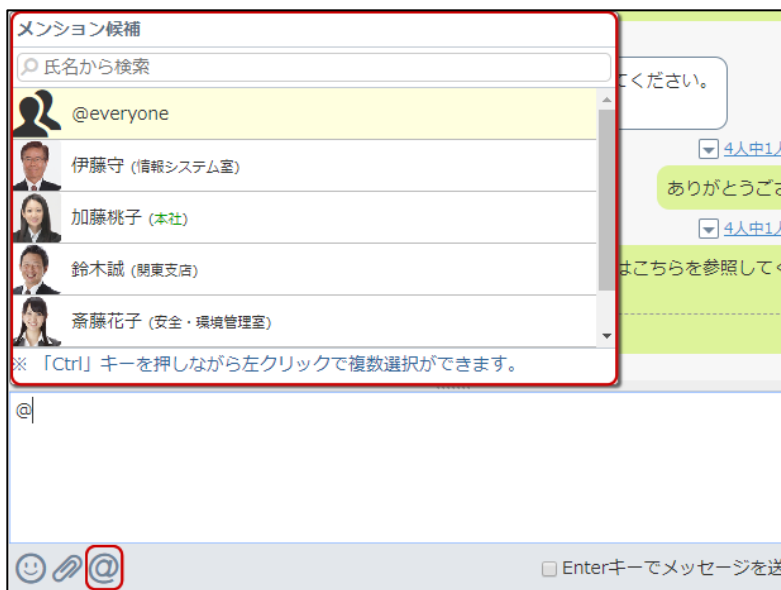 メンション候補
氏名から検索
@everyone
伊藤守 (情報システム室)
加藤桃子 (本社)
鈴木誠 (関東支店)
斎藤花子 (安全・環境管理室)
※ 「Ctrl」キーを押しながら左クリックで複数選択ができます。
てください。
4人中1人
ありがとうござ
4人中1人
はこちらを参照してく
@
@
Enterキーでメッセージを送